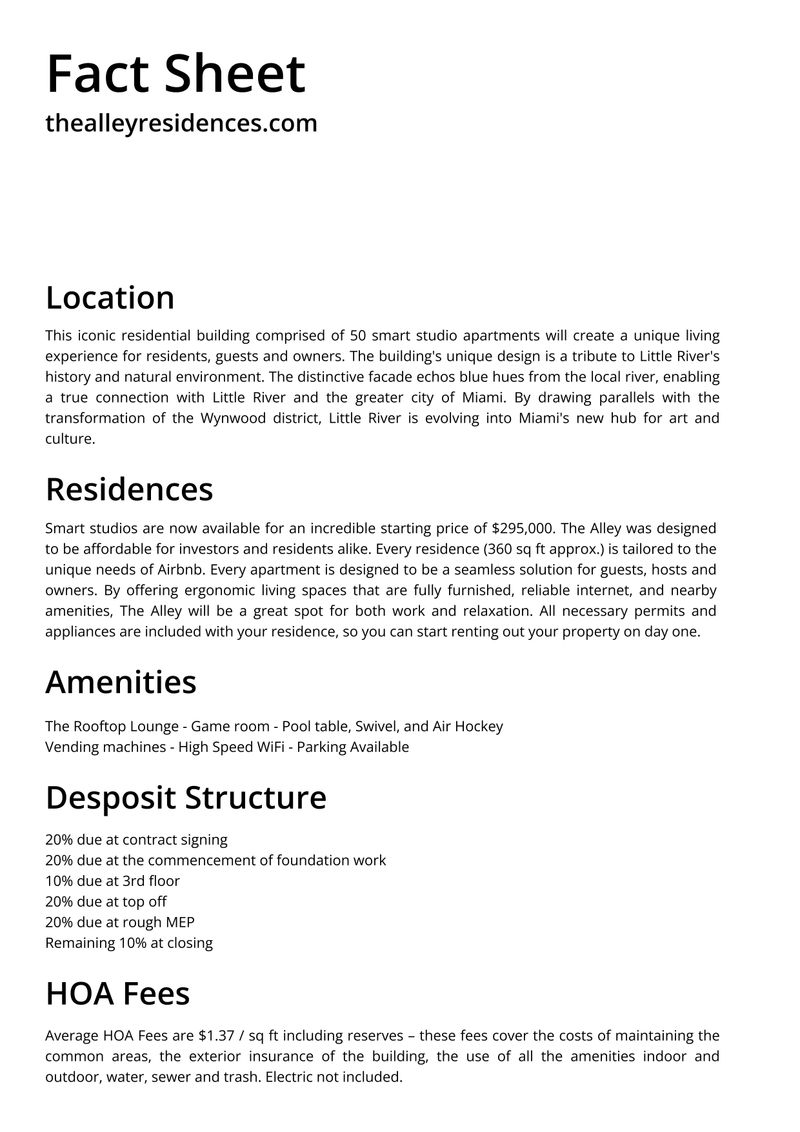 Fact Sheet
thealleyresidences.com
Location
This iconic residential building comprised of 50 smart studio apartments will create a unique living
experience for residents, guests and owners. The building's unique design is a tribute to Little River's
history and natural environment. The distinctive facade echos blue hues from the local river, enabling
a true connection with Little River and the greater city of Miami. By drawing parallels with the
transformation of the Wynwood district, Little River is evolving into Miami's new hub for art and
culture.
Residences
Smart studios are now available for an incredible starting price of $295,000. The Alley was designed
to be affordable for investors and residents alike. Every residence (360 sq ft approx.) is tailored to the
unique needs of Airbnb. Every apartment is designed to be a seamless solution for guests, hosts and
owners. By offering ergonomic living spaces that are fully furnished, reliable internet, and nearby
amenities, The Alley will be a great spot for both work and relaxation. All necessary permits and
appliances are included with your residence, so you can start renting out your property on day one.
Amenities
The Rooftop Lounge - Game room - Pool table, Swivel, and Air Hockey
Vending machines - High Speed WiFi - Parking Available
Desposit Structure
20% due at contract signing
20% due at the commencement of foundation work
10% due at 3rd floor
20% due at top off
20% due at rough MEP
Remaining 10% at closing
HOA Fees
Average HOA Fees are $1.37 / sq ft including reserves – these fees cover the costs of maintaining the
common areas, the exterior insurance of the building, the use of all the amenities indoor and
outdoor, water, sewer and trash. Electric not included.